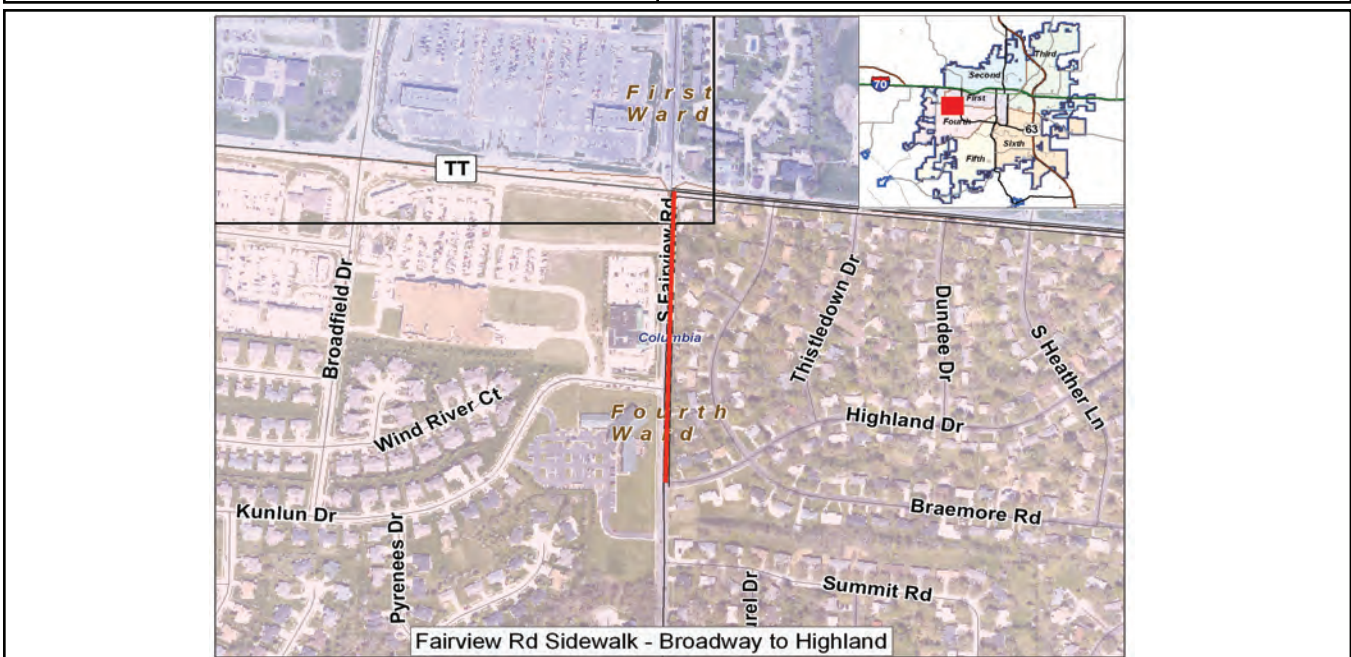 First
Ward
TT
70
Second
Third
First
Fourth
63
Sixth
Fifth
S Fairview Rd
Columbia
Broadfield Dr
Thistledown Dr
Dundee Dr
S Heather Ln
Wind River Ct
Fourth
Ward
Highland Dr
Kunlun Dr
Braemore Rd
Pyrenees Dr
urel Dr
Summit Rd
Fairview Rd Sidewalk - Broadway to Highland